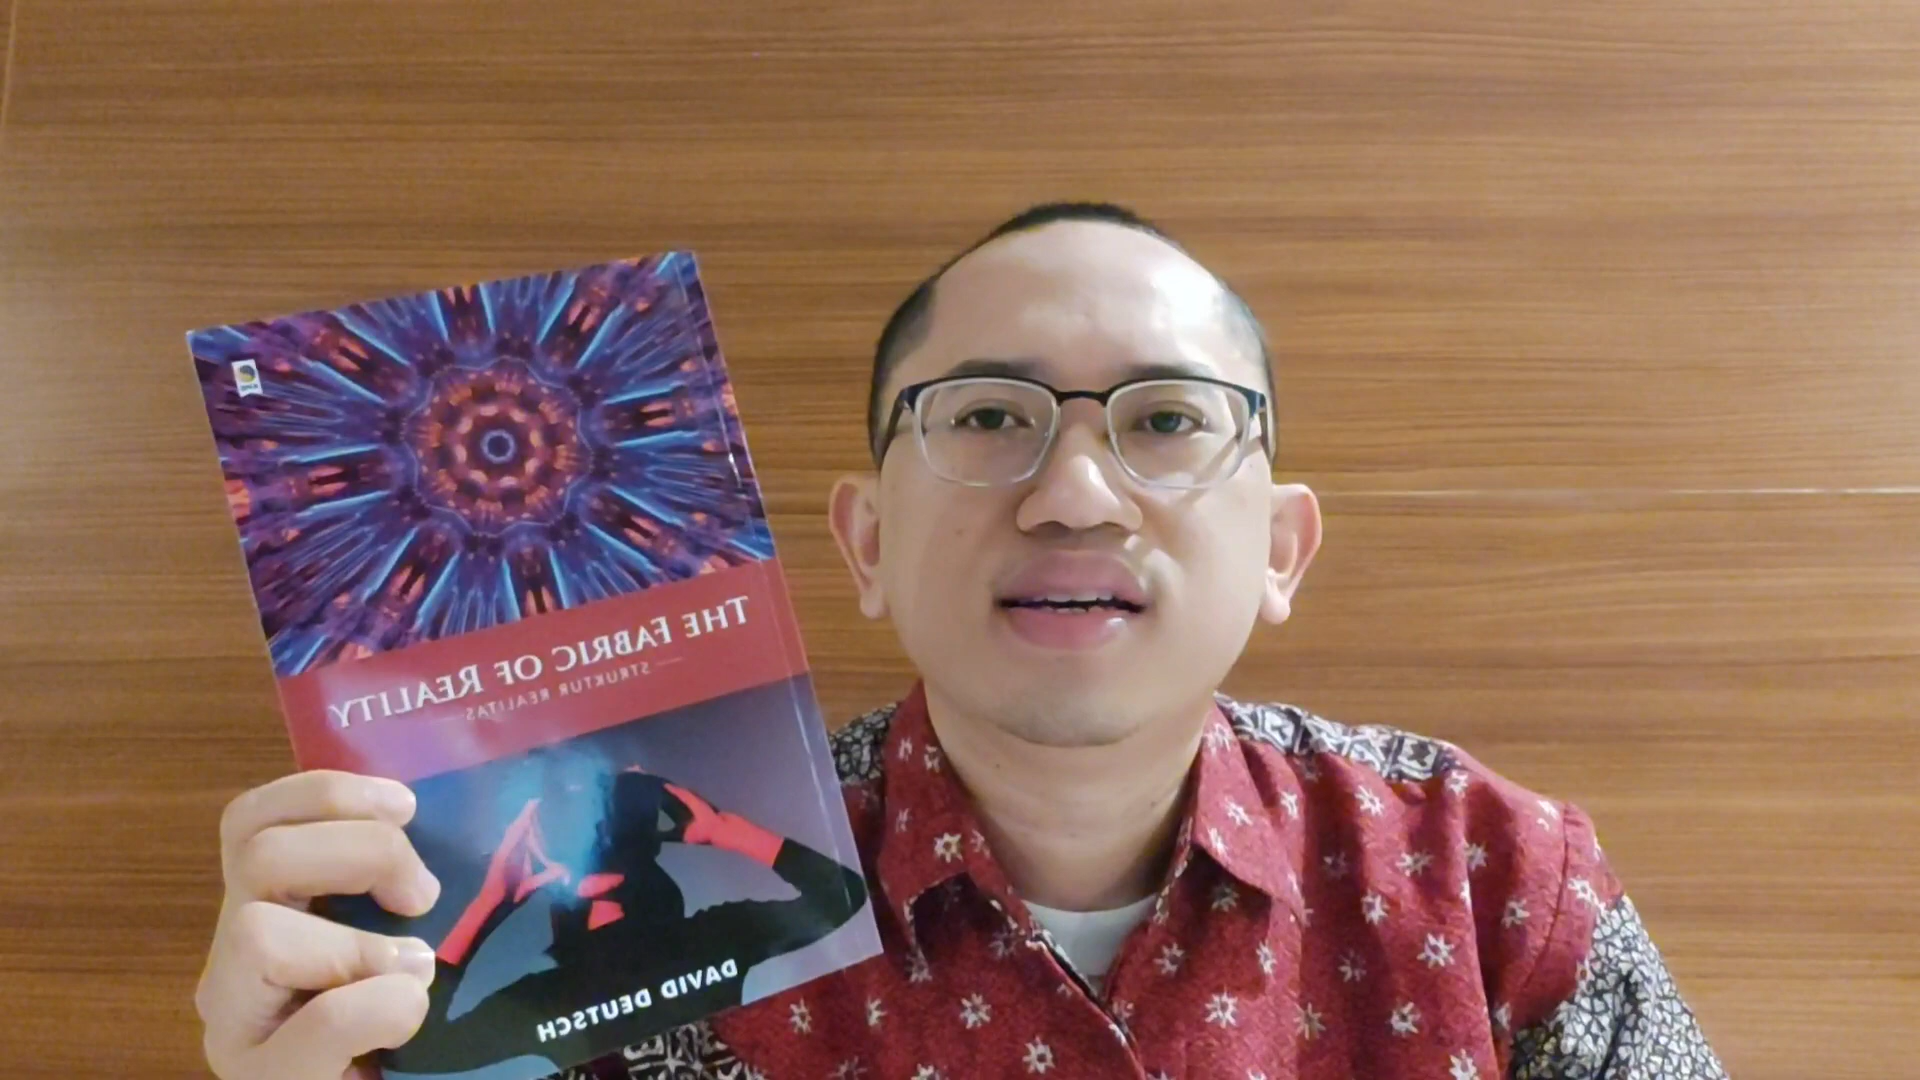 THE FABRIC OF REALITY
STRUKTUR REALITAS
DAVID DEUTSCH